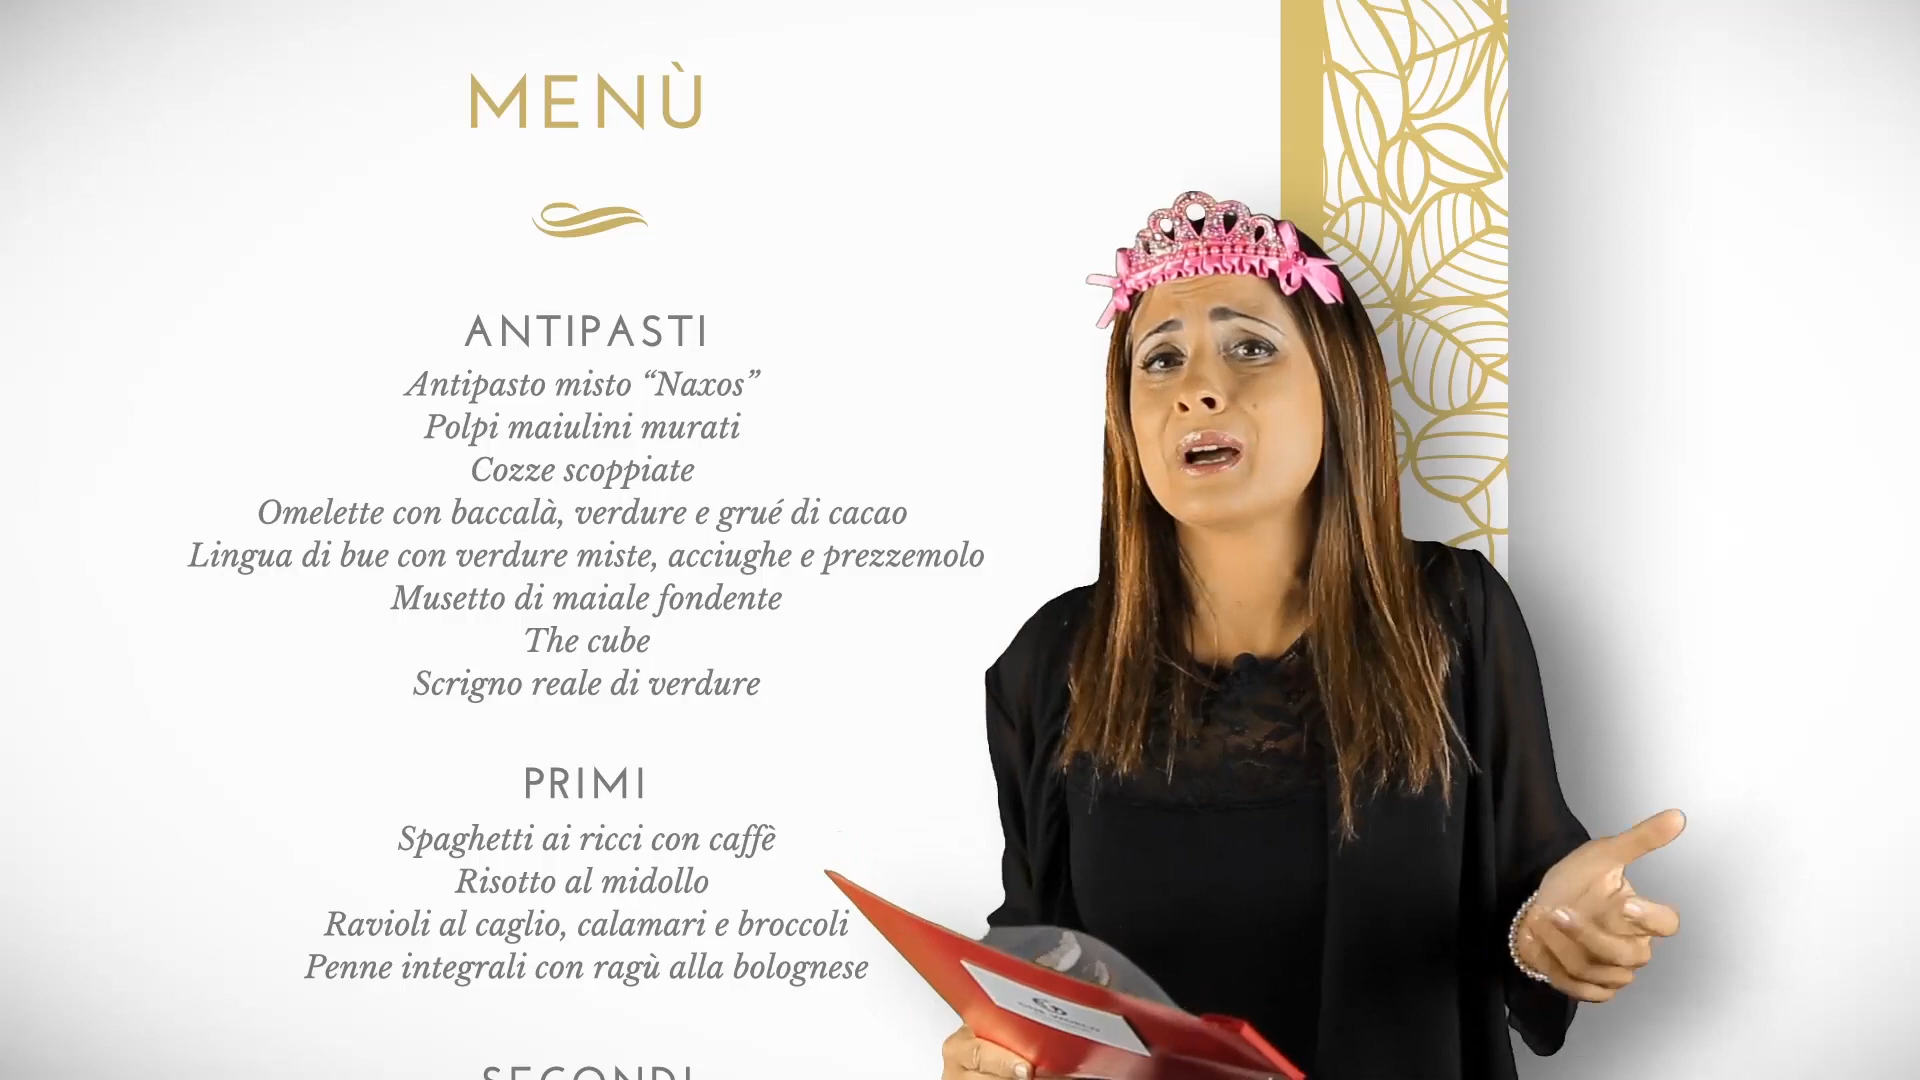 MENÙ
ANTIPASTI
Antipasto misto “Naxos”
Polpi maiulini murati
Cozze scoppiate
Omelette con baccalà, verdure e grué di cacao
Lingua di bue con verdure miste, acciughe e prezzemolo
Musetto di maiale fondente
The cube
Scrigno reale di verdure
PRIMI
Spaghetti ai ricci con caffè
Risotto al midollo
Ravioli al caglio, calamari e broccoli
Penne integrali con ragù alla bolognese
SECONDI